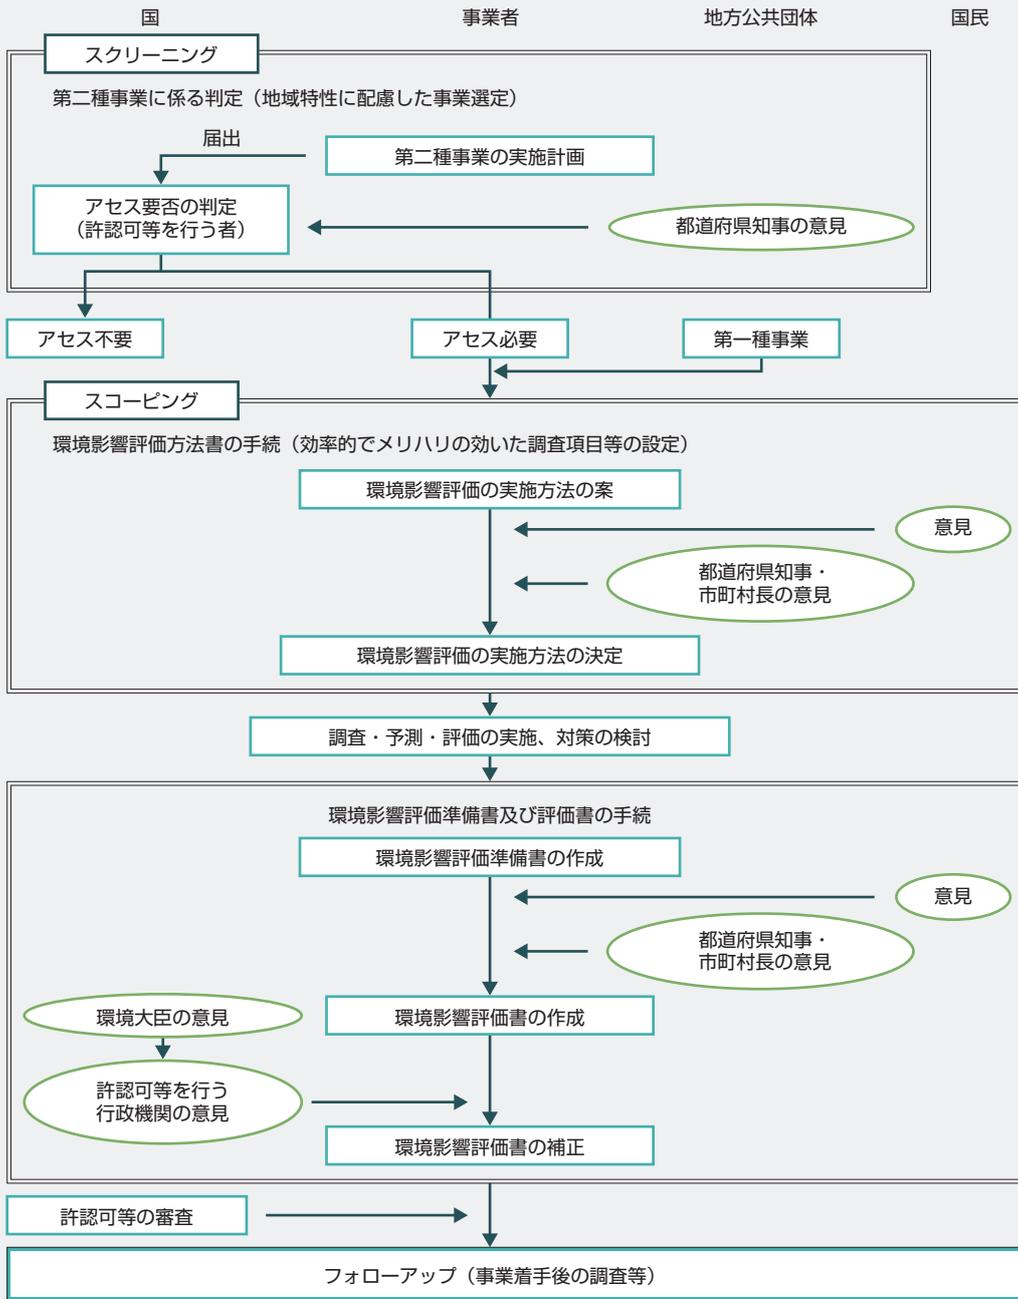 国 事業者 地方公共団体 国民
スクリーニング
第二種事業に係る判定（地域特性に配慮した事業選定）
届出
第二種事業の実施計画
アセス要否の判定
（許認可等を行う者）
都道府県知事の意見
アセス不要
アセス必要
第一種事業
スコーピング
環境影響評価方法書の手続（効率的でメリハリの効いた調査項目等の設定）
環境影響評価の実施方法の案
意見
都道府県知事・
市町村長の意見
環境影響評価の実施方法の決定
調査・予測・評価の実施、対策の検討
環境影響評価準備書及び評価書の手続
環境影響評価準備書の作成
意見
都道府県知事・
市町村長の意見
環境大臣の意見
環境影響評価書の作成
許認可等を行う
行政機関の意見
環境影響評価書の補正
許認可等の審査
フォローアップ（事業着手後の調査等）